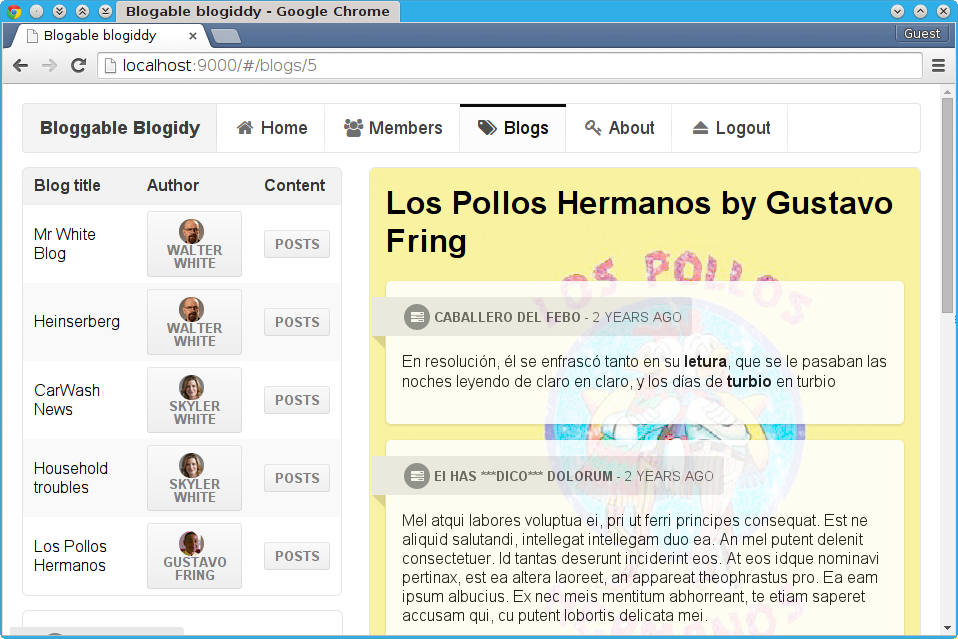 Blogable blogiddy - Google Chrome
Blogable blogiddy
Guest
localhost:9000/#/blogs/5
Bloggable Blogidy
Home
Members
Blogs
About
Logout
Blog title Author Content
Mr White
Blog
WALTER
WHITE
POSTS
Heinserberg
WALTER
WHITE
POSTS
CarWash
News
SKYLER
WHITE
POSTS
Household
troubles
SKYLER
WHITE
POSTS
Los Pollos
Hermanos
GUSTAVO
FRING
POSTS
Los Pollos Hermanos by Gustavo
Fring
LOS POLLOS
CABALLERO DEL FEBO - 2 YEARS AGO
En resolución, él se enfrascó tanto en su letura, que se le pasaban las
noches leyendo de claro en claro, y los días de turbio en turbio
EI HAS ***DICO*** DOLORUM - 2 YEARS AGO
Mel atqui labores voluptua ei, pri ut ferri principes consequat. Est ne
aliquid salutandi, intellegat intellegam duo ea. An mel putent delenit
consectetuer. Id tantas deserunt inciderint eos. At eos idque nominavi
pertinax, est ea altera laoreet, an appareat theophrastus pro. Ea eam
ipsum albucius. Ex nec meis mentitum abhorreant, te etiam saperet
accusam qui, cu putent lobortis delicata mei.